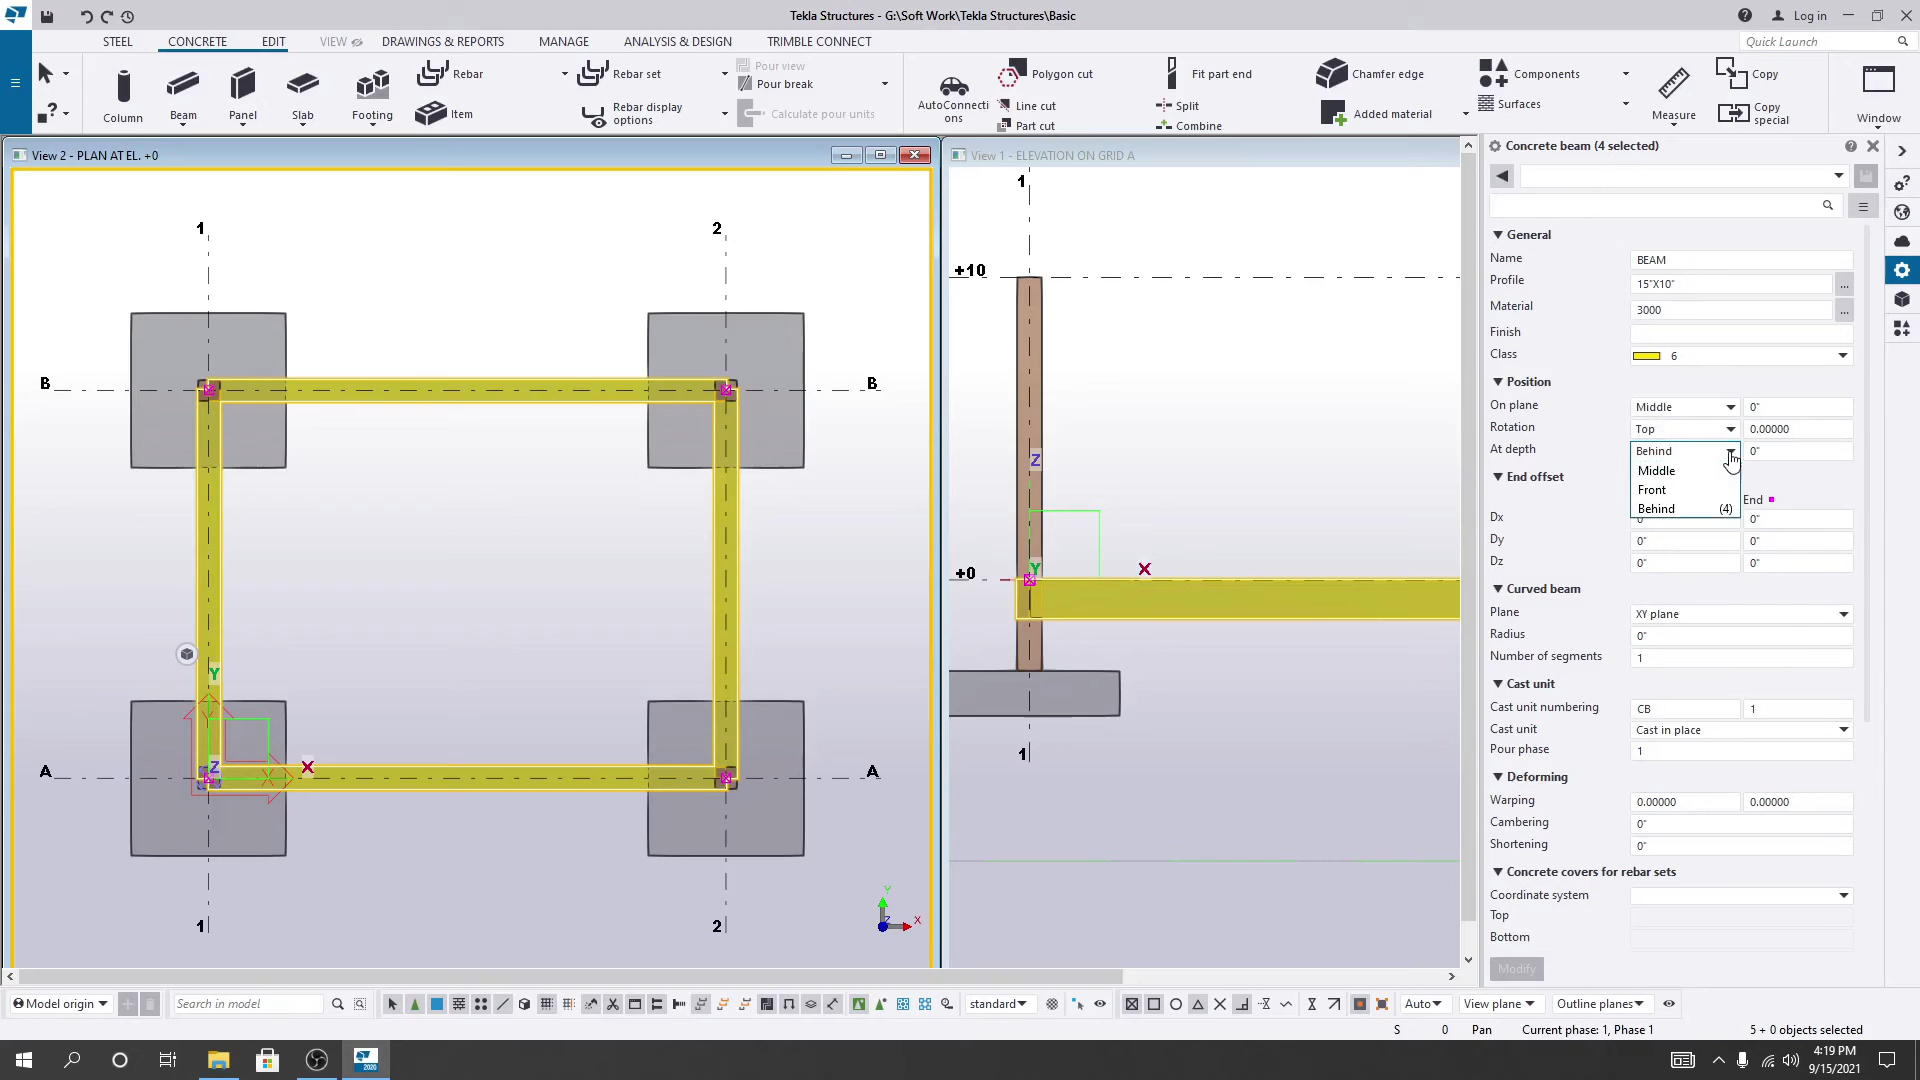 Tekla Structures - G:\Soft Work\Tekla Structures\Basic
Log in
STEEL CONCRETE EDIT VIEW DRAWINGS & REPORTS MANAGE ANALYSIS & DESIGN TRIMBLE CONNECT
Quick Launch
Column
Beam
Panel
Slab
Footing
Rebar
Item
Rebar set
Rebar display
options
Pour view
Pour break
Calculate pour units
AutoConnecti
ons
Polygon cut
Line cut
Part cut
Fit part end
Split
Combine
Chamfer edge
Added material
Components
Surfaces
Measure
Copy
Copy
special
Window
View 2 - PLAN AT EL. +0
1 2
B B
Y
Z X
A A
1 2
Y
Z X
View 1 - ELEVATION ON GRID A
1
+10
Z
+0 Y X
1
Concrete beam (4 selected)
General
Name BEAM
Profile 15"X10" ...
Material 3000 ...
Finish
Class 6
Position
On plane Middle 0"
Rotation Top 0.00000
At depth Behind 0"
Middle
Front
Behind (4)
End offset
End
Dx 0" 0"
Dy 0" 0"
Dz 0" 0"
Curved beam
Plane XY plane
Radius 0"
Number of segments 1
Cast unit
Cast unit numbering CB 1
Cast unit Cast in place
Pour phase 1
Deforming
Warping 0.00000 0.00000
Cambering 0"
Shortening 0"
Concrete covers for rebar sets
Coordinate system
Top
Bottom
Modify
Model origin Search in model standard Auto View plane Outline planes
S 0 Pan Current phase: 1, Phase 1 5 + 0 objects selected
2020
4:19 PM
9/15/2021